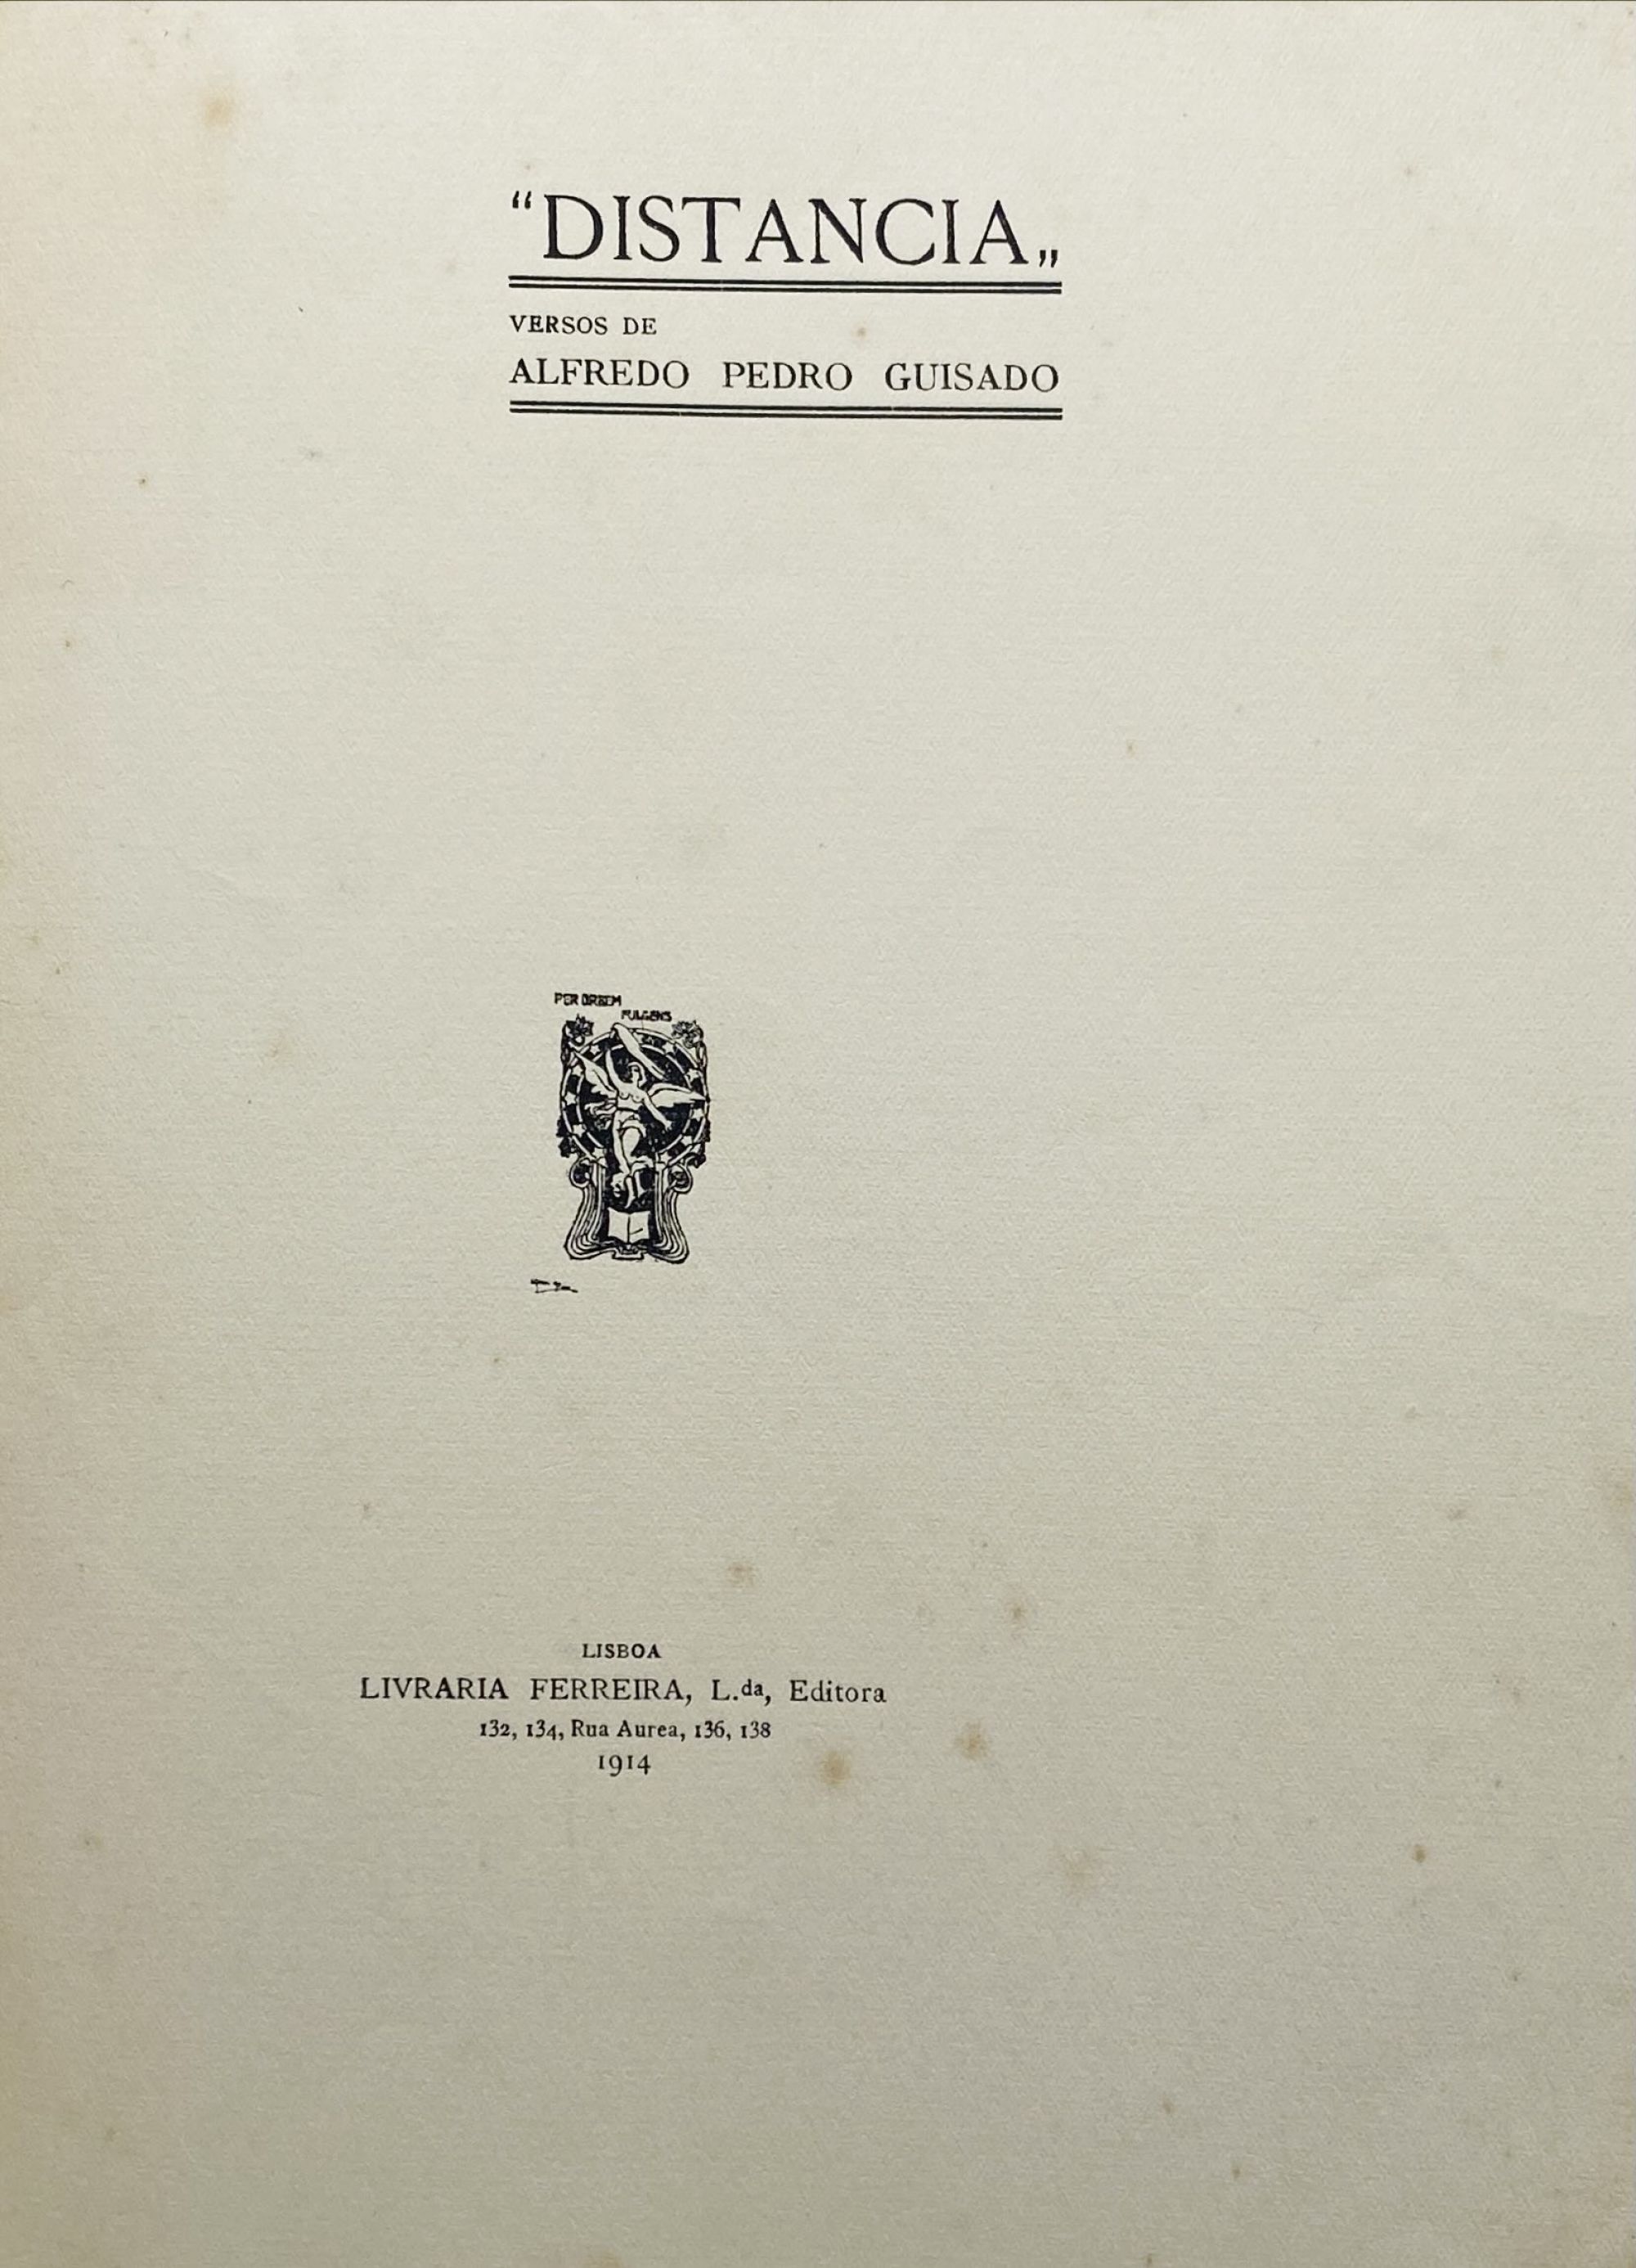 “DISTANCIA„
VERSOS DE
ALFREDO PEDRO GUISADO
PER ORBEM
FULGENS
LISBOA
LIVRARIA FERREIRA, L.da, Editora
132, 134, Rua Aurea, 136, 138
1914